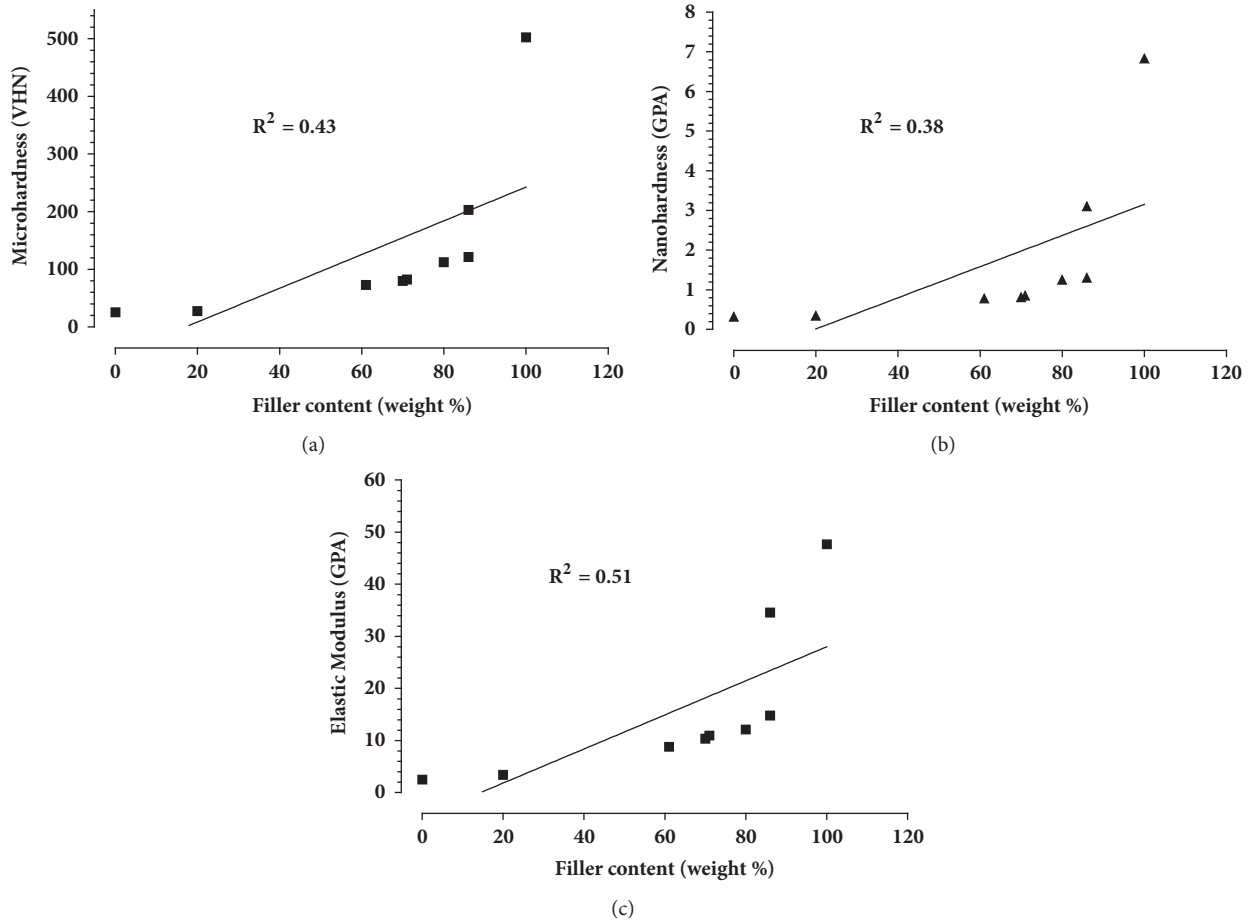 500
400
300
200
100
0
Microhardness (VHN)
R² = 0.43
0 20 40 60 80 100 120
Filler content (weight %)
(a)
8
7
6
5
4
3
2
1
0
Nanohardness (GPA)
R² = 0.38
0 20 40 60 80 100 120
Filler content (weight %)
(b)
60
50
40
30
20
10
0
Elastic Modulus (GPA)
R² = 0.51
0 20 40 60 80 100 120
Filler content (weight %)
(c)